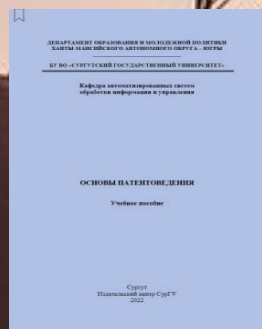 ДЕПАРТАМЕНТ ОБРАЗОВАНИЯ И МОЛОДЕЖНОЙ ПОЛИТИКИ
ХАНТЫ-МАНСИЙСКОГО АВТОНОМНОГО ОКРУГА – ЮГРЫ
БУ ВО «СУРГУТСКИЙ ГОСУДАРСТВЕННЫЙ УНИВЕРСИТЕТ»
Кафедра автоматизированных систем
обработки информации и управления
ОСНОВЫ ПАТЕНТОВЕДЕНИЯ
Учебное пособие
Сургут
Издательский центр СурГУ
2022